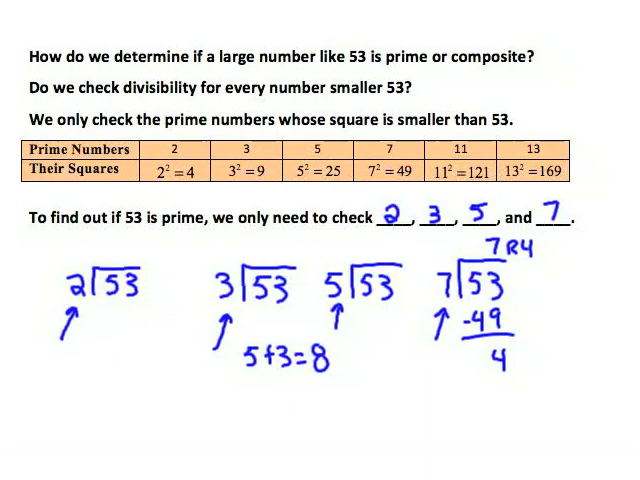 How do we determine if a large number like 53 is prime or composite?
Do we check divisibility for every number smaller 53?
We only check the prime numbers whose square is smaller than 53.
Prime Numbers 2 3 5 7 11 13
Their Squares 2² = 4 3² = 9 5² = 25 7² = 49 11² = 121 13² = 169
To find out if 53 is prime, we only need to check 2, 3, 5, and 7.
7 R4
2⟌53 3⟌53 5⟌53 7⟌53
-49
5+3=8 4